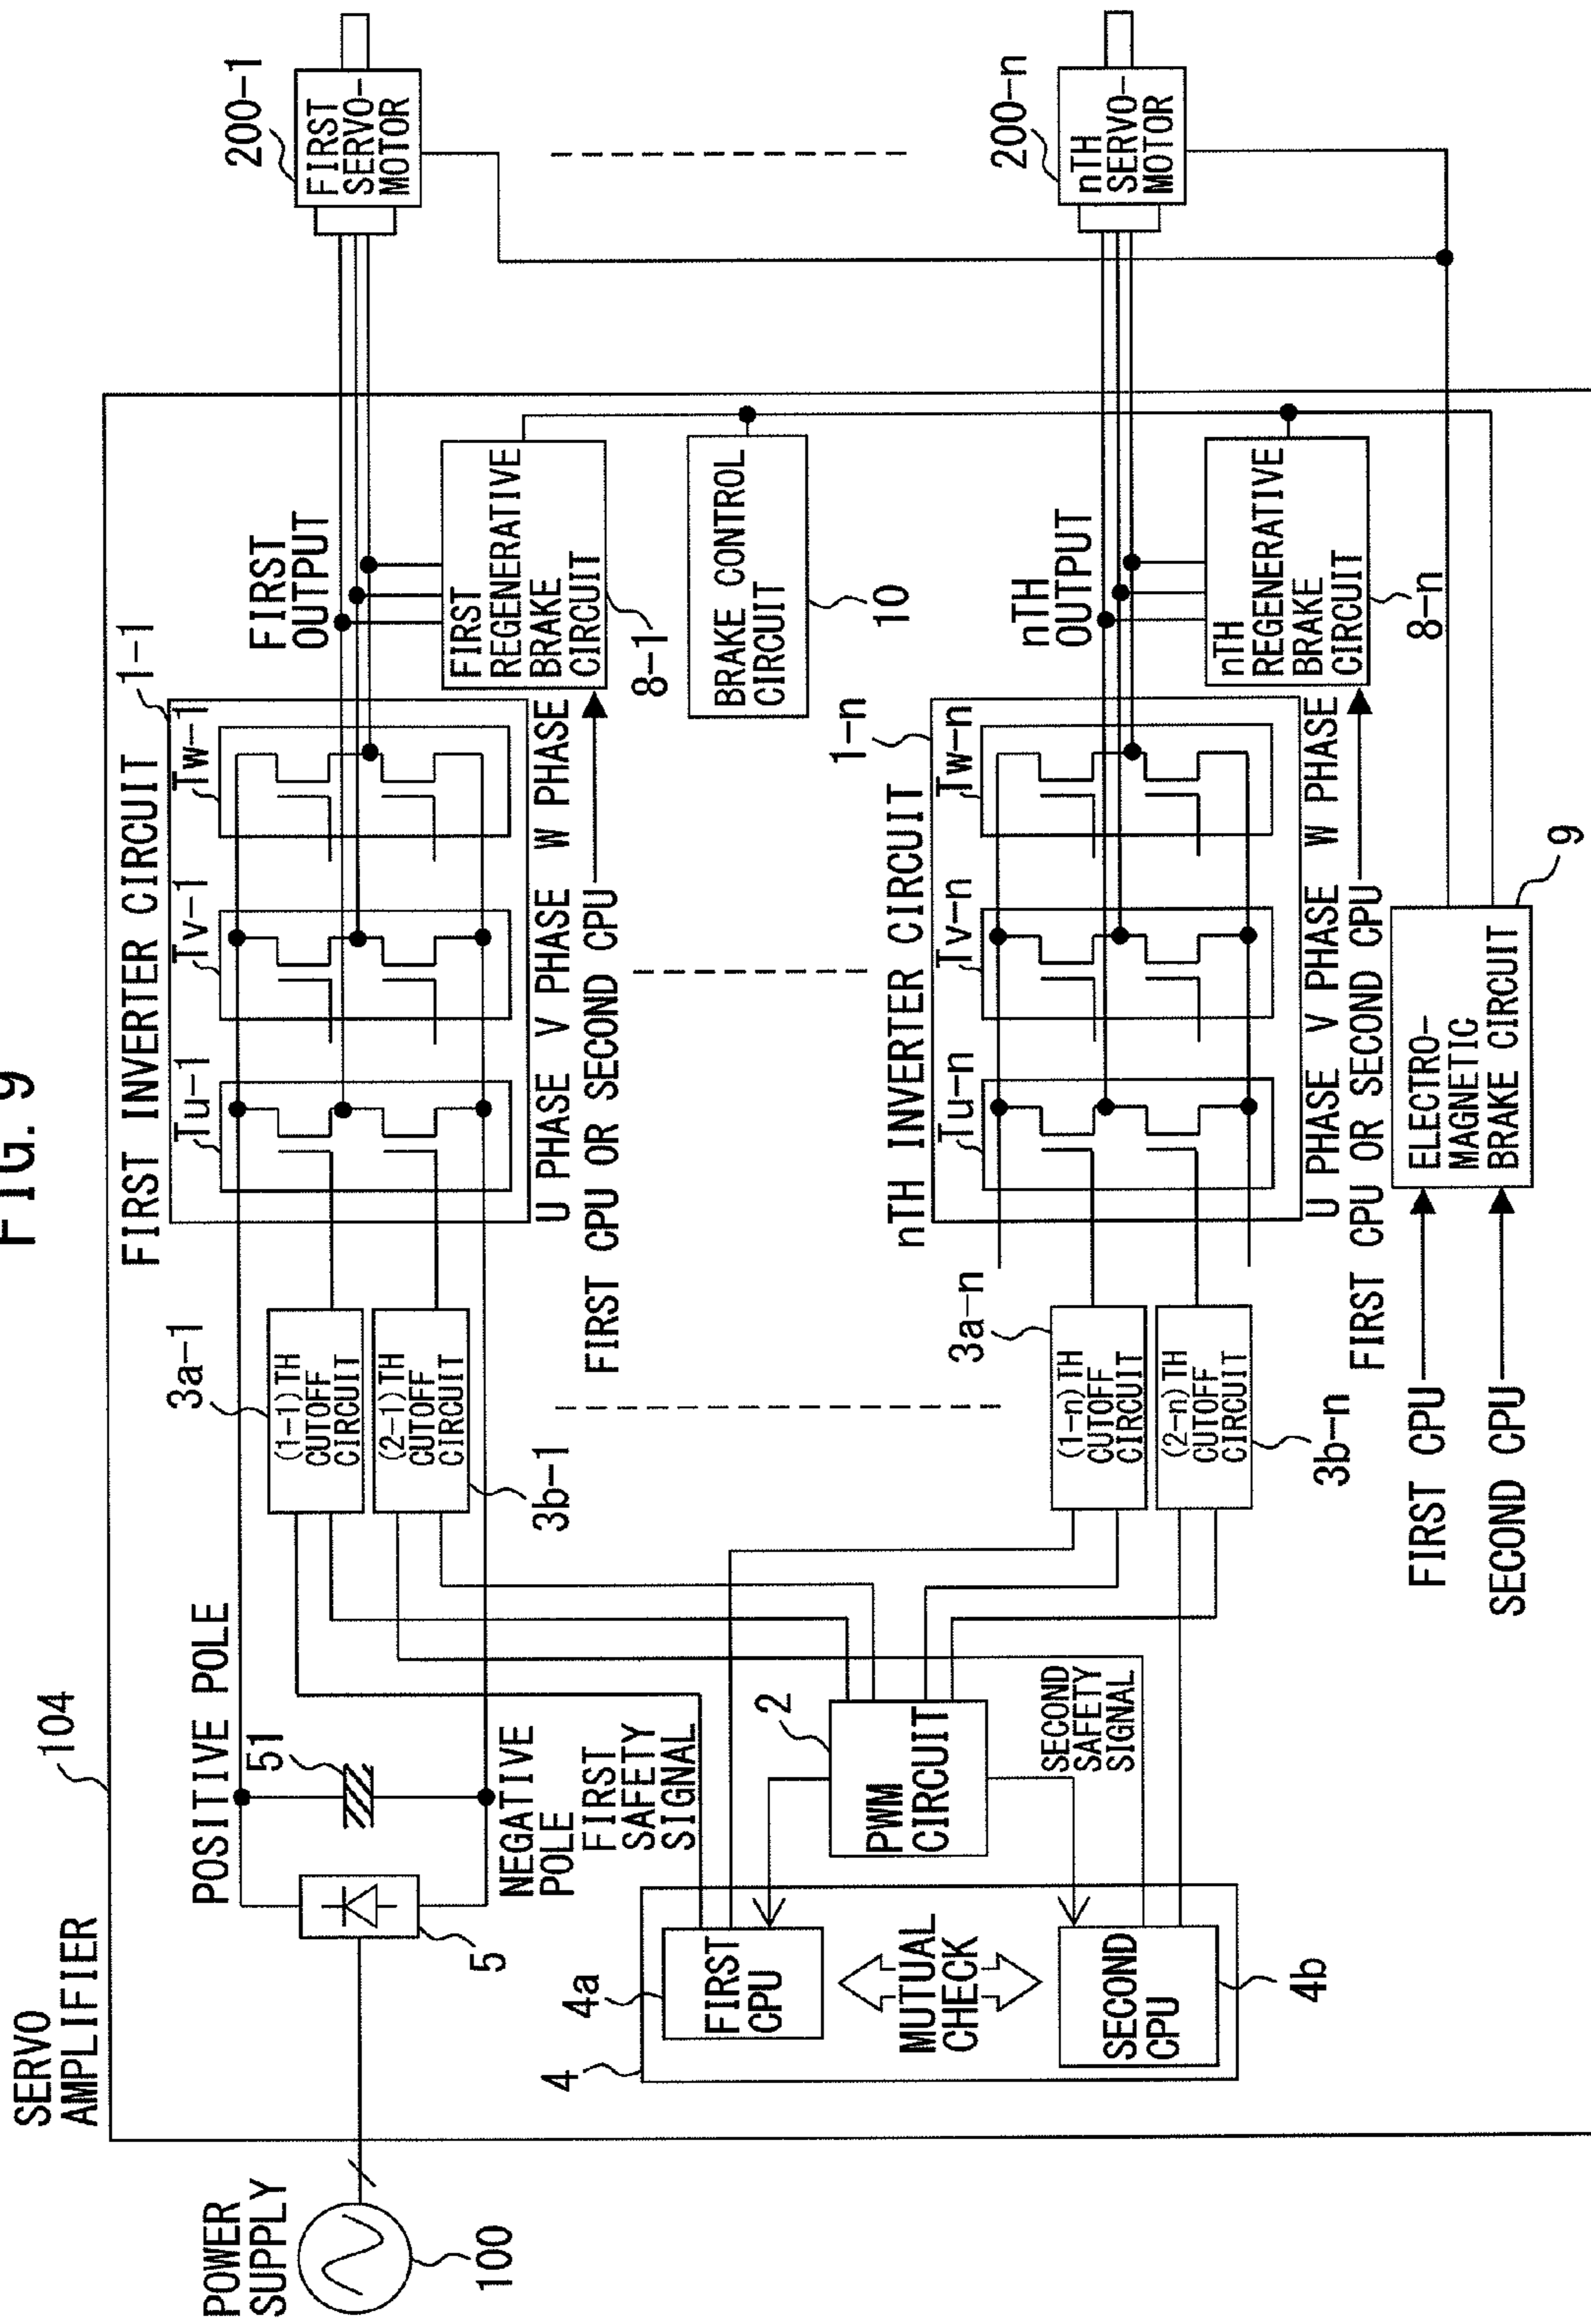 FIG. 9
SERVO
AMPLIFIER
104
POWER
SUPPLY
100
POSITIVE POLE
51
5
NEGATIVE
POLE
FIRST
SAFETY
SIGNAL
4
4a
FIRST
CPU
MUTUAL
CHECK
SECOND
CPU
4b
2
PWM
CIRCUIT
SECOND
SAFETY
SIGNAL
3a-1
(1-1)TH
CUTOFF
CIRCUIT
(2-1)TH
CUTOFF
CIRCUIT
3b-1
3a-n
(1-n)TH
CUTOFF
CIRCUIT
(2-n)TH
CUTOFF
CIRCUIT
3b-n
FIRST INVERTER CIRCUIT
1-1
Tu-1
Tv-1
Tw-1
U PHASE V PHASE W PHASE
FIRST CPU OR SECOND CPU
FIRST
OUTPUT
FIRST
REGENERATIVE
BRAKE
CIRCUIT
8-1
BRAKE CONTROL
CIRCUIT
10
200-1
FIRST
SERVO-
MOTOR
nTH INVERTER CIRCUIT
1-n
Tu-n
Tv-n
Tw-n
U PHASE V PHASE W PHASE
FIRST CPU OR SECOND CPU
nTH
OUTPUT
nTH
REGENERATIVE
BRAKE
CIRCUIT
8-n
200-n
nTH
SERVO-
MOTOR
FIRST CPU
SECOND CPU
ELECTRO-
MAGNETIC
BRAKE CIRCUIT
9